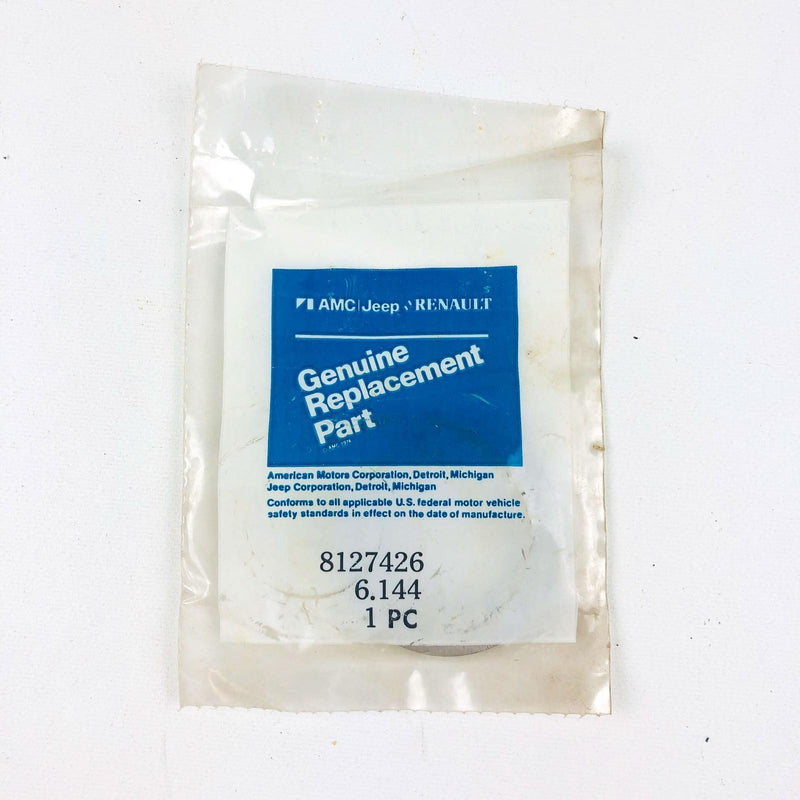 AMC Jeep RENAULT
Genuine
Replacement
Part
American Motors Corporation, Detroit, Michigan
Jeep Corporation, Detroit, Michigan
Conforms to all applicable U.S. federal motor vehicle
safety standards in effect on the date of manufacture.
8127426
6.144
1 PC